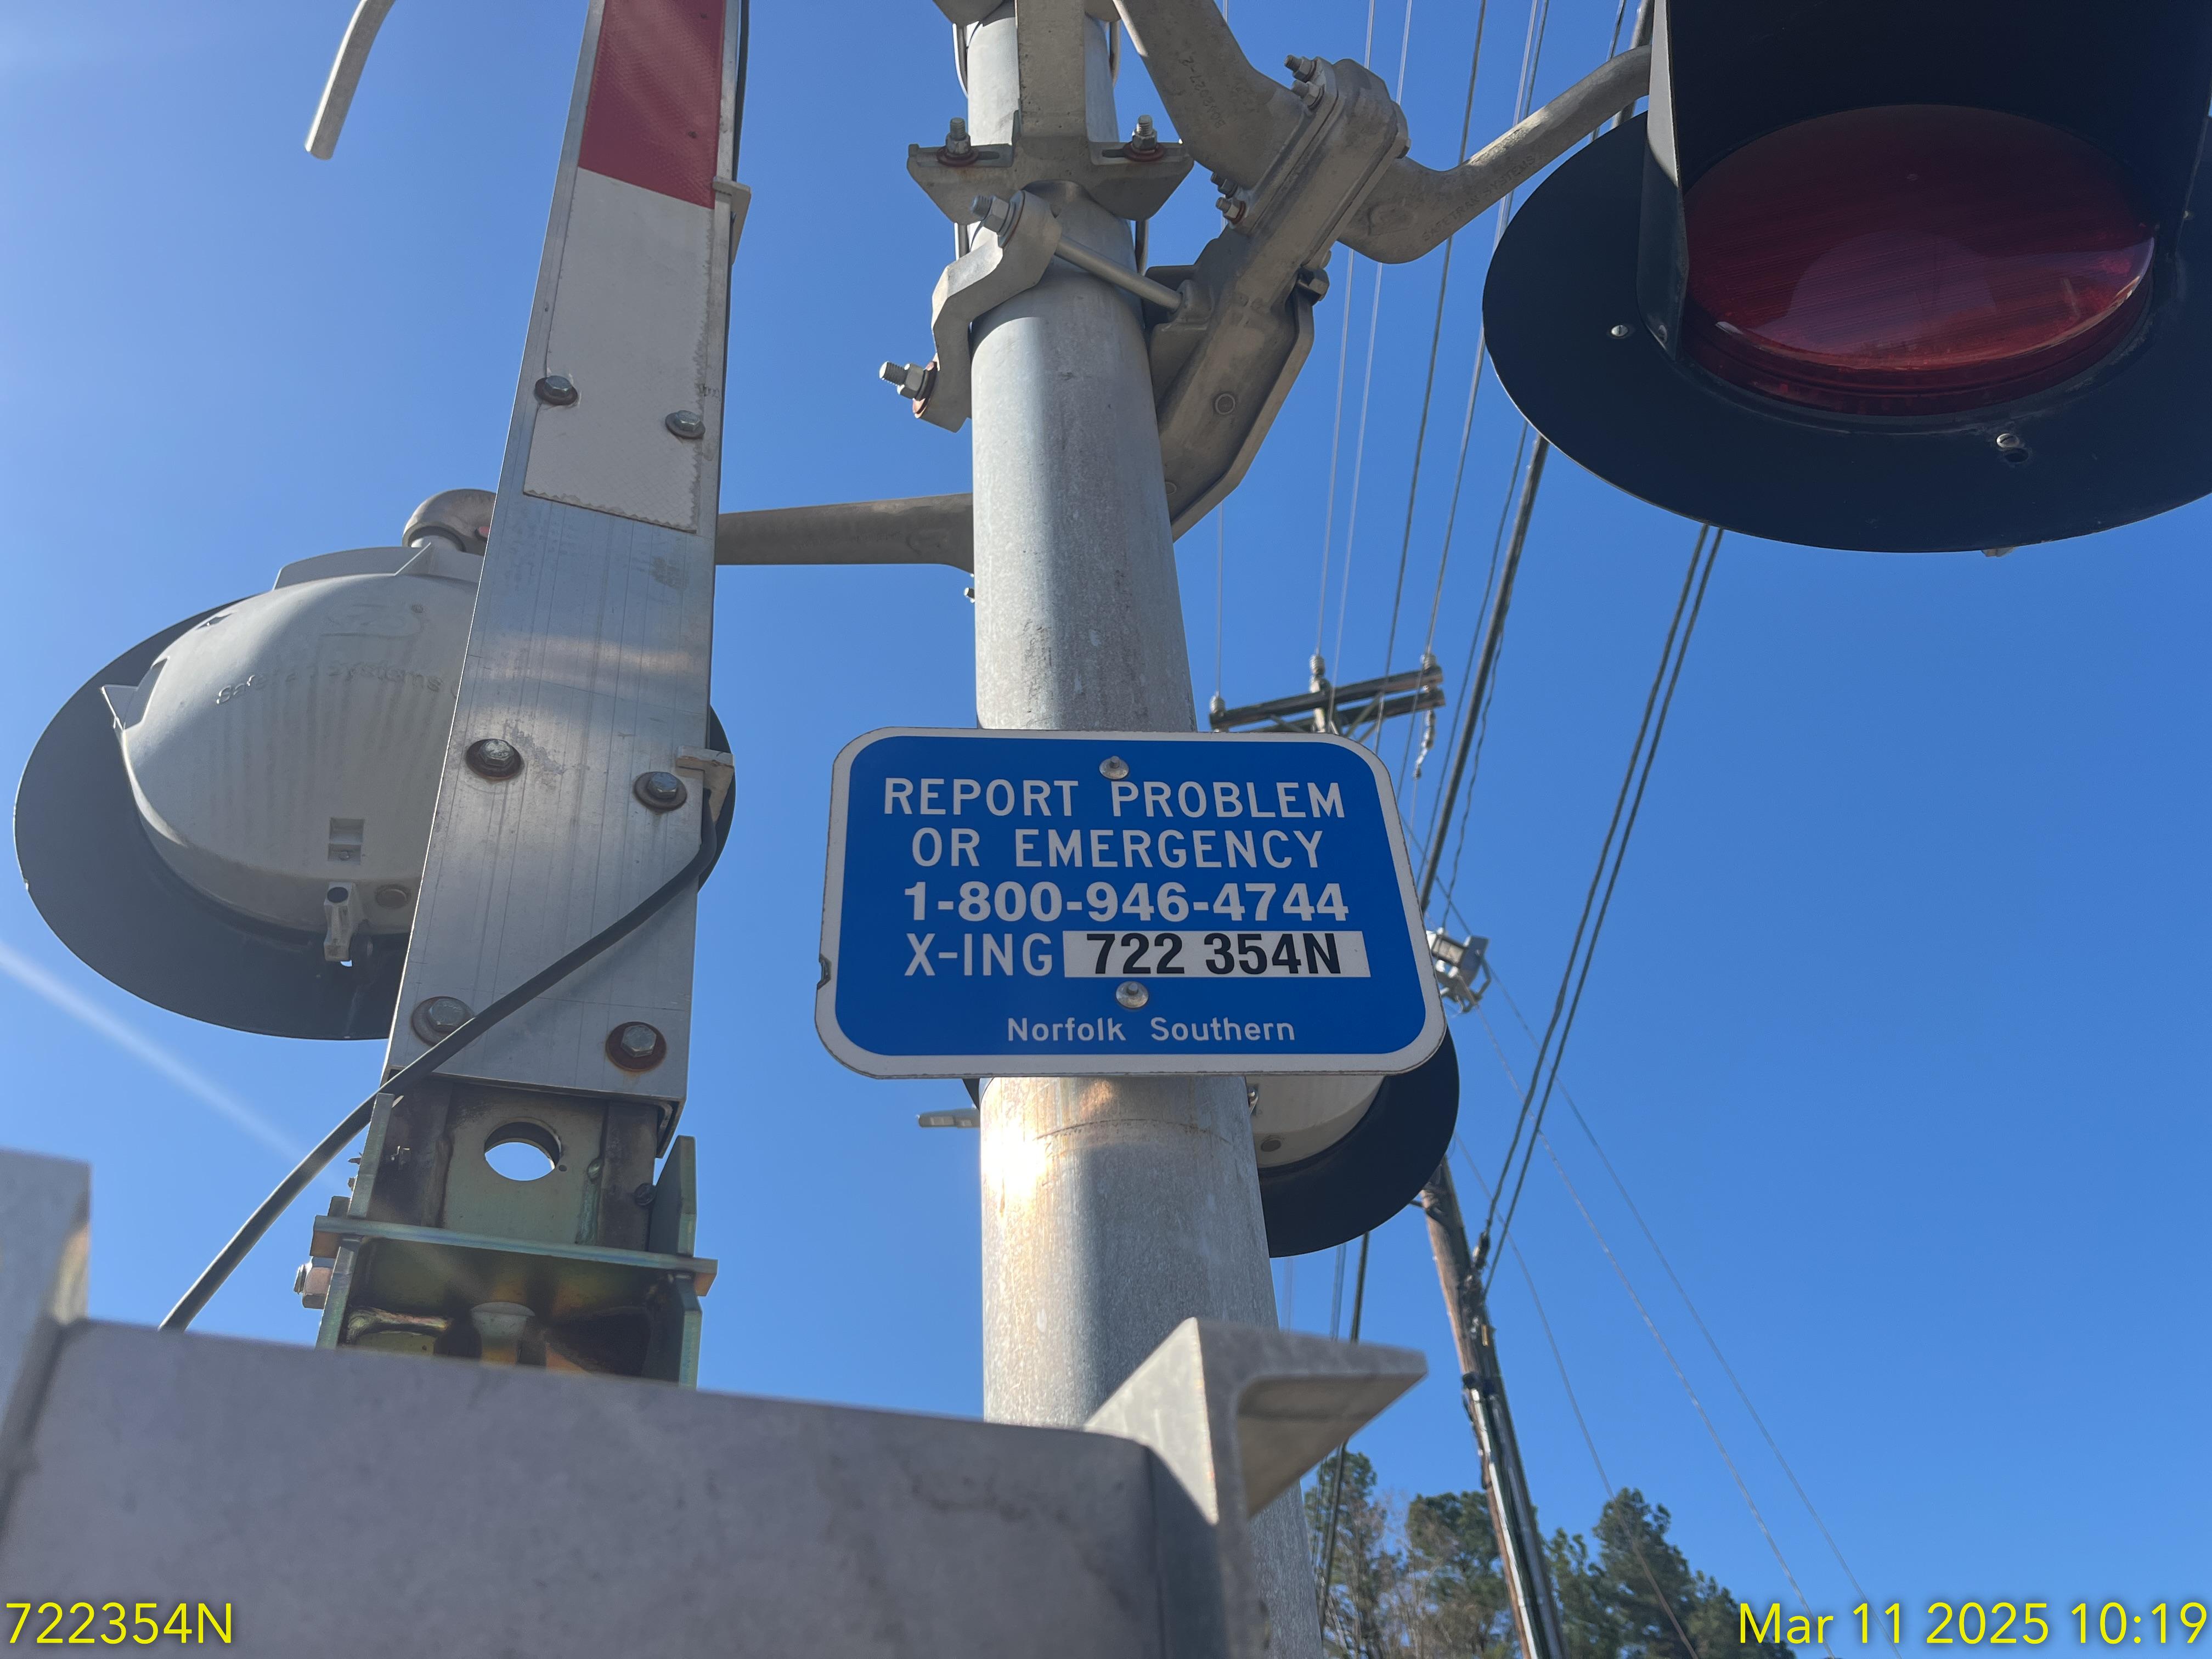 REPORT PROBLEM
OR EMERGENCY
1-800-946-4744
X-ING 722 354N
Norfolk Southern
722354N
Mar 11 2025 10:19